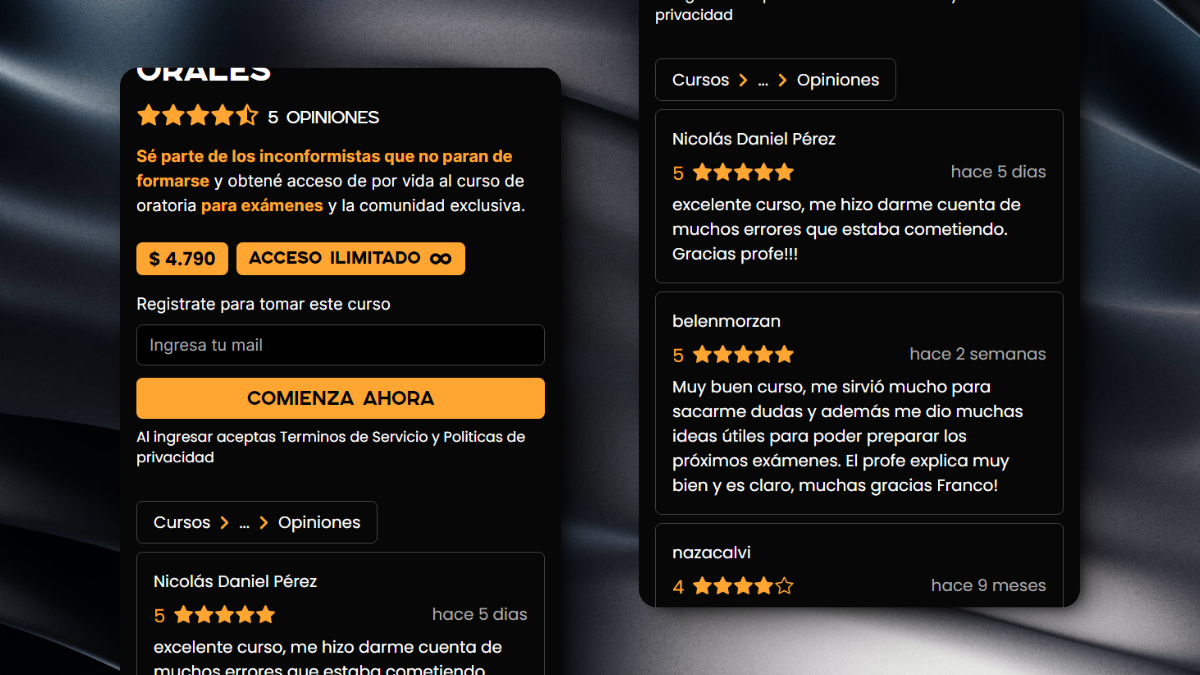 ORALES
5 OPINIONES
Sé parte de los inconformistas que no paran de
formarse y obtené acceso de por vida al curso de
oratoria para exámenes y la comunidad exclusiva.
$ 4.790
ACCESO ILIMITADO ∞
Registrate para tomar este curso
Ingresa tu mail
COMIENZA AHORA
Al ingresar aceptas Terminos de Servicio y Politicas de
privacidad
Cursos > ... > Opiniones
Nicolás Daniel Pérez
5 hace 5 dias
excelente curso, me hizo darme cuenta de
muchos errores que estaba cometiendo.
privacidad
Cursos > ... > Opiniones
Nicolás Daniel Pérez
5 hace 5 dias
excelente curso, me hizo darme cuenta de
muchos errores que estaba cometiendo.
Gracias profe!!!
belenmorzan
5 hace 2 semanas
Muy buen curso, me sirvió mucho para
sacarme dudas y además me dio muchas
ideas útiles para poder preparar los
próximos exámenes. El profe explica muy
bien y es claro, muchas gracias Franco!
nazacalvi
4 hace 9 meses